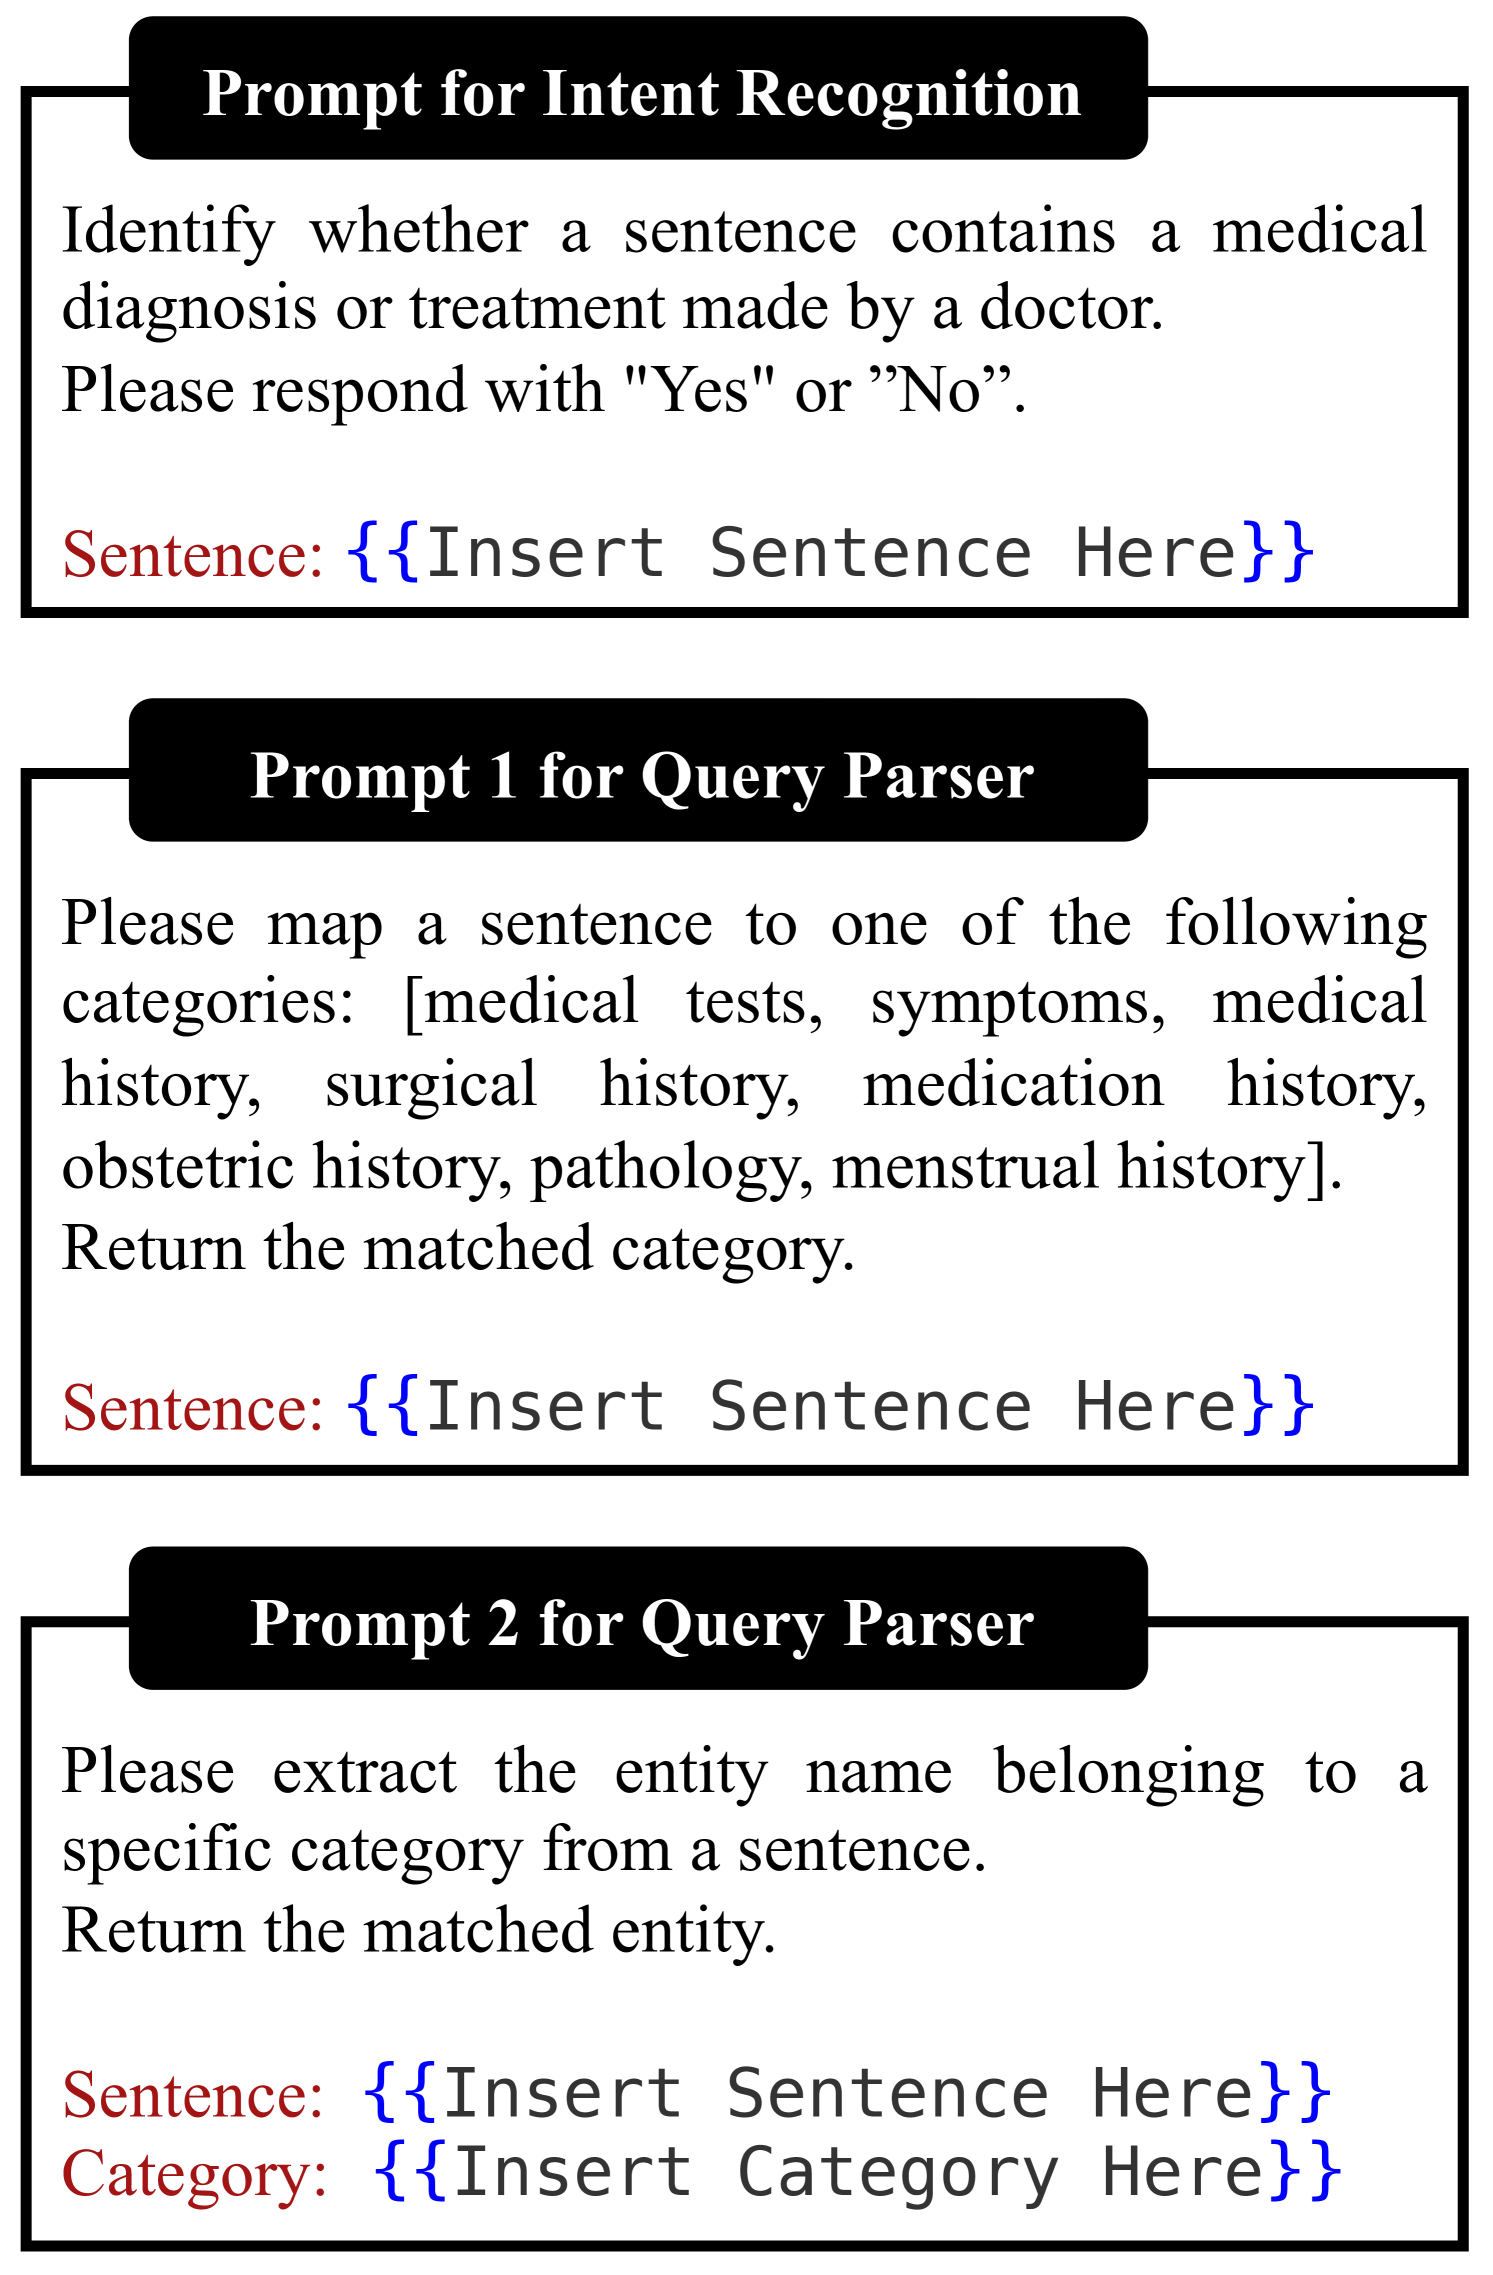 Prompt for Intent Recognition
Identify whether a sentence contains a medical
diagnosis or treatment made by a doctor.
Please respond with "Yes" or ”No”.
Sentence: {{Insert Sentence Here}}
Prompt 1 for Query Parser
Please map a sentence to one of the following
categories: [medical tests, symptoms, medical
history, surgical history, medication history,
obstetric history, pathology, menstrual history].
Return the matched category.
Sentence: {{Insert Sentence Here}}
Prompt 2 for Query Parser
Please extract the entity name belonging to a
specific category from a sentence.
Return the matched entity.
Sentence: {{Insert Sentence Here}}
Category: {{Insert Category Here}}